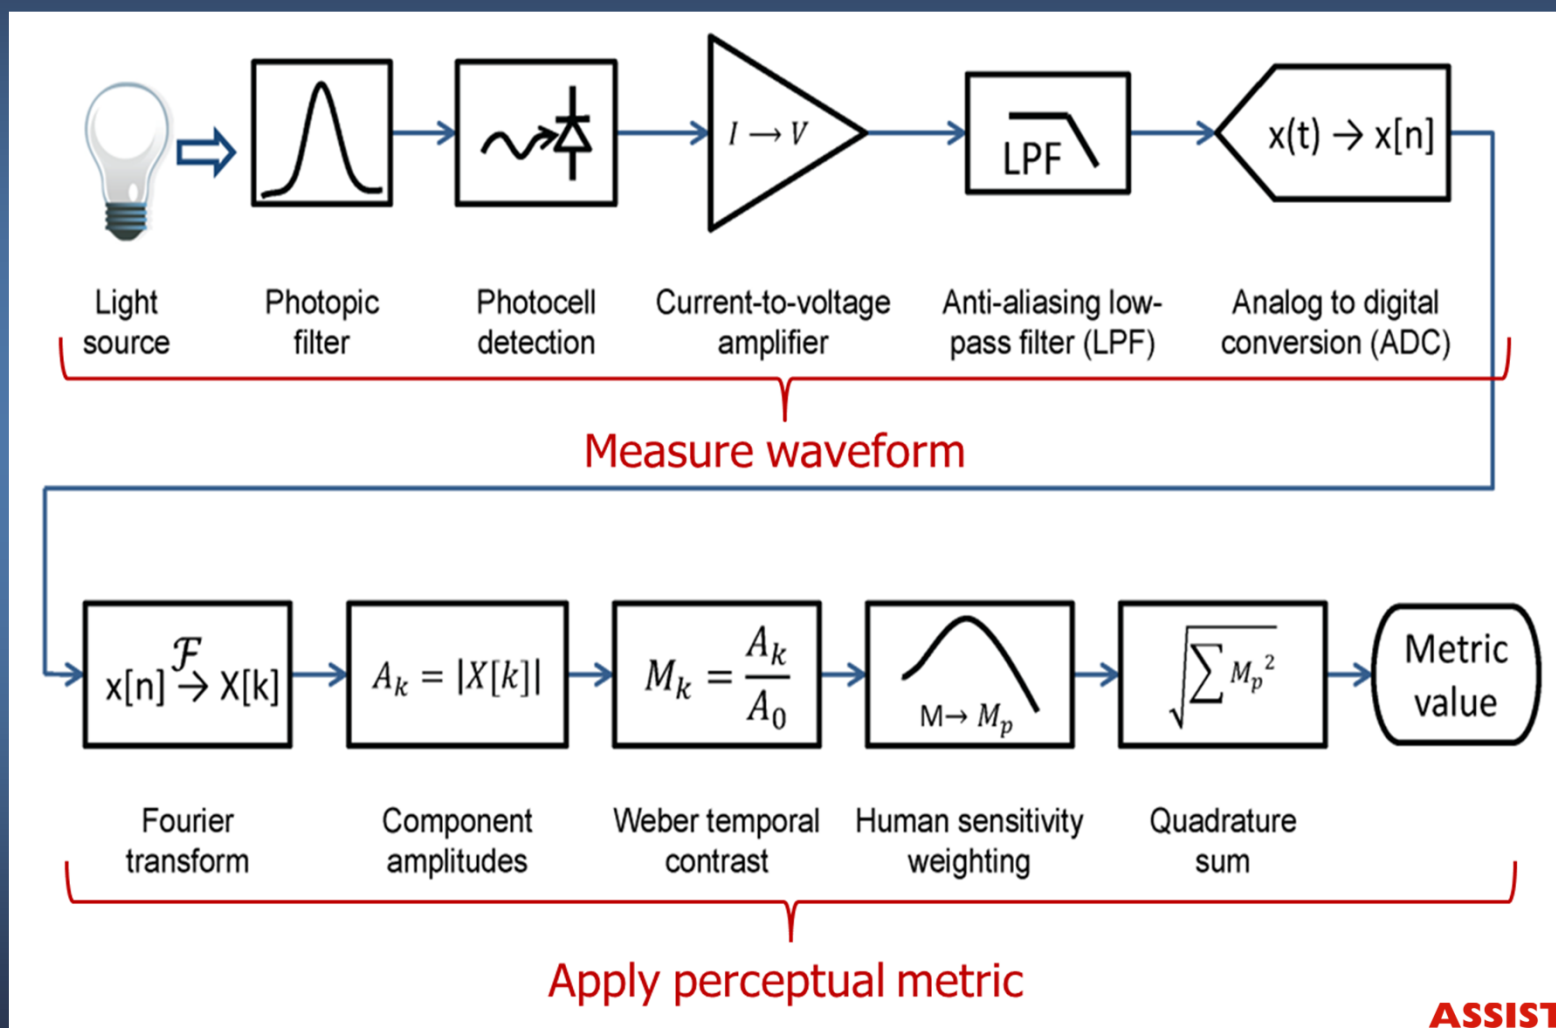 I → V
LPF
x(t) → x[n]
Light
source
Photopic
filter
Photocell
detection
Current-to-voltage
amplifier
Anti-aliasing low-
pass filter (LPF)
Analog to digital
conversion (ADC)
Measure waveform
ℱ
x[n] → X[k]
A_k = |X[k]|
M_k = A_k / A_0
M→ M_p
√∑ M_p²
Metric
value
Fourier
transform
Component
amplitudes
Weber temporal
contrast
Human sensitivity
weighting
Quadrature
sum
Apply perceptual metric
ASSIST